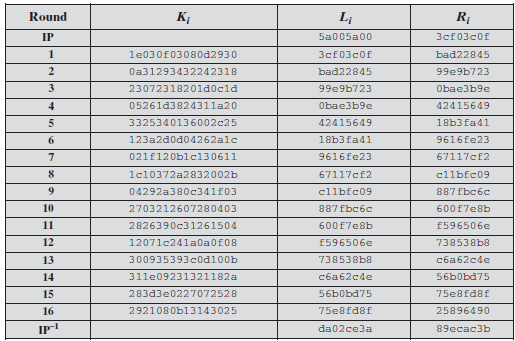 Round K_i L_i R_i
IP 5a005a00 3cf03c0f
1 1e030f03080d2930 3cf03c0f bad22845
2 0a31293432242318 bad22845 99e9b723
3 23072318201d0c1d 99e9b723 0bae3b9e
4 05261d3824311a20 0bae3b9e 42415649
5 3325340136002c25 42415649 18b3fa41
6 123a2d0d04262a1c 18b3fa41 9616fe23
7 021f120b1c130611 9616fe23 67117cf2
8 1c10372a2832002b 67117cf2 c11bfc09
9 04292a380c341f03 c11bfc09 887fbc6c
10 2703212607280403 887fbc6c 600f7e8b
11 2826390c31261504 600f7e8b f596506e
12 12071c241a0a0f08 f596506e 738538b8
13 300935393c0d100b 738538b8 c6a62c4e
14 311e09231321182a c6a62c4e 56b0bd75
15 283d3e0227072528 56b0bd75 75e8fd8f
16 2921080b13143025 75e8fd8f 25896490
IP⁻¹ da02ce3a 89ecac3b